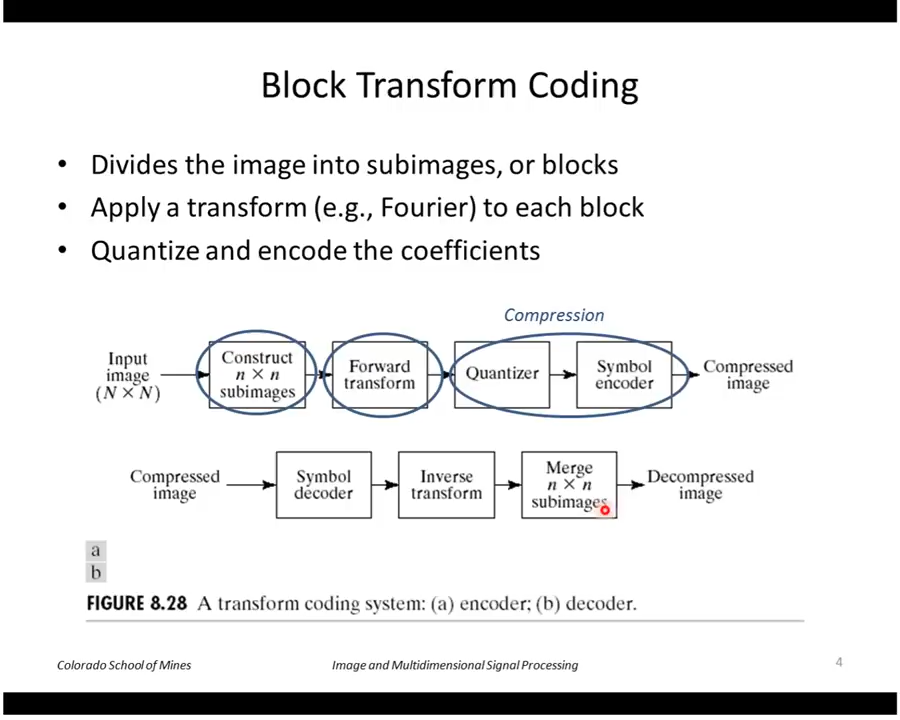 Block Transform Coding
• Divides the image into subimages, or blocks
• Apply a transform (e.g., Fourier) to each block
• Quantize and encode the coefficients
Compression
Input
image
(N × N)
Construct
n × n
subimages
Forward
transform
Quantizer
Symbol
encoder
Compressed
image
Compressed
image
Symbol
decoder
Inverse
transform
Merge
n × n
subimages
Decompressed
image
a
b
FIGURE 8.28 A transform coding system: (a) encoder; (b) decoder.
Colorado School of Mines Image and Multidimensional Signal Processing 4